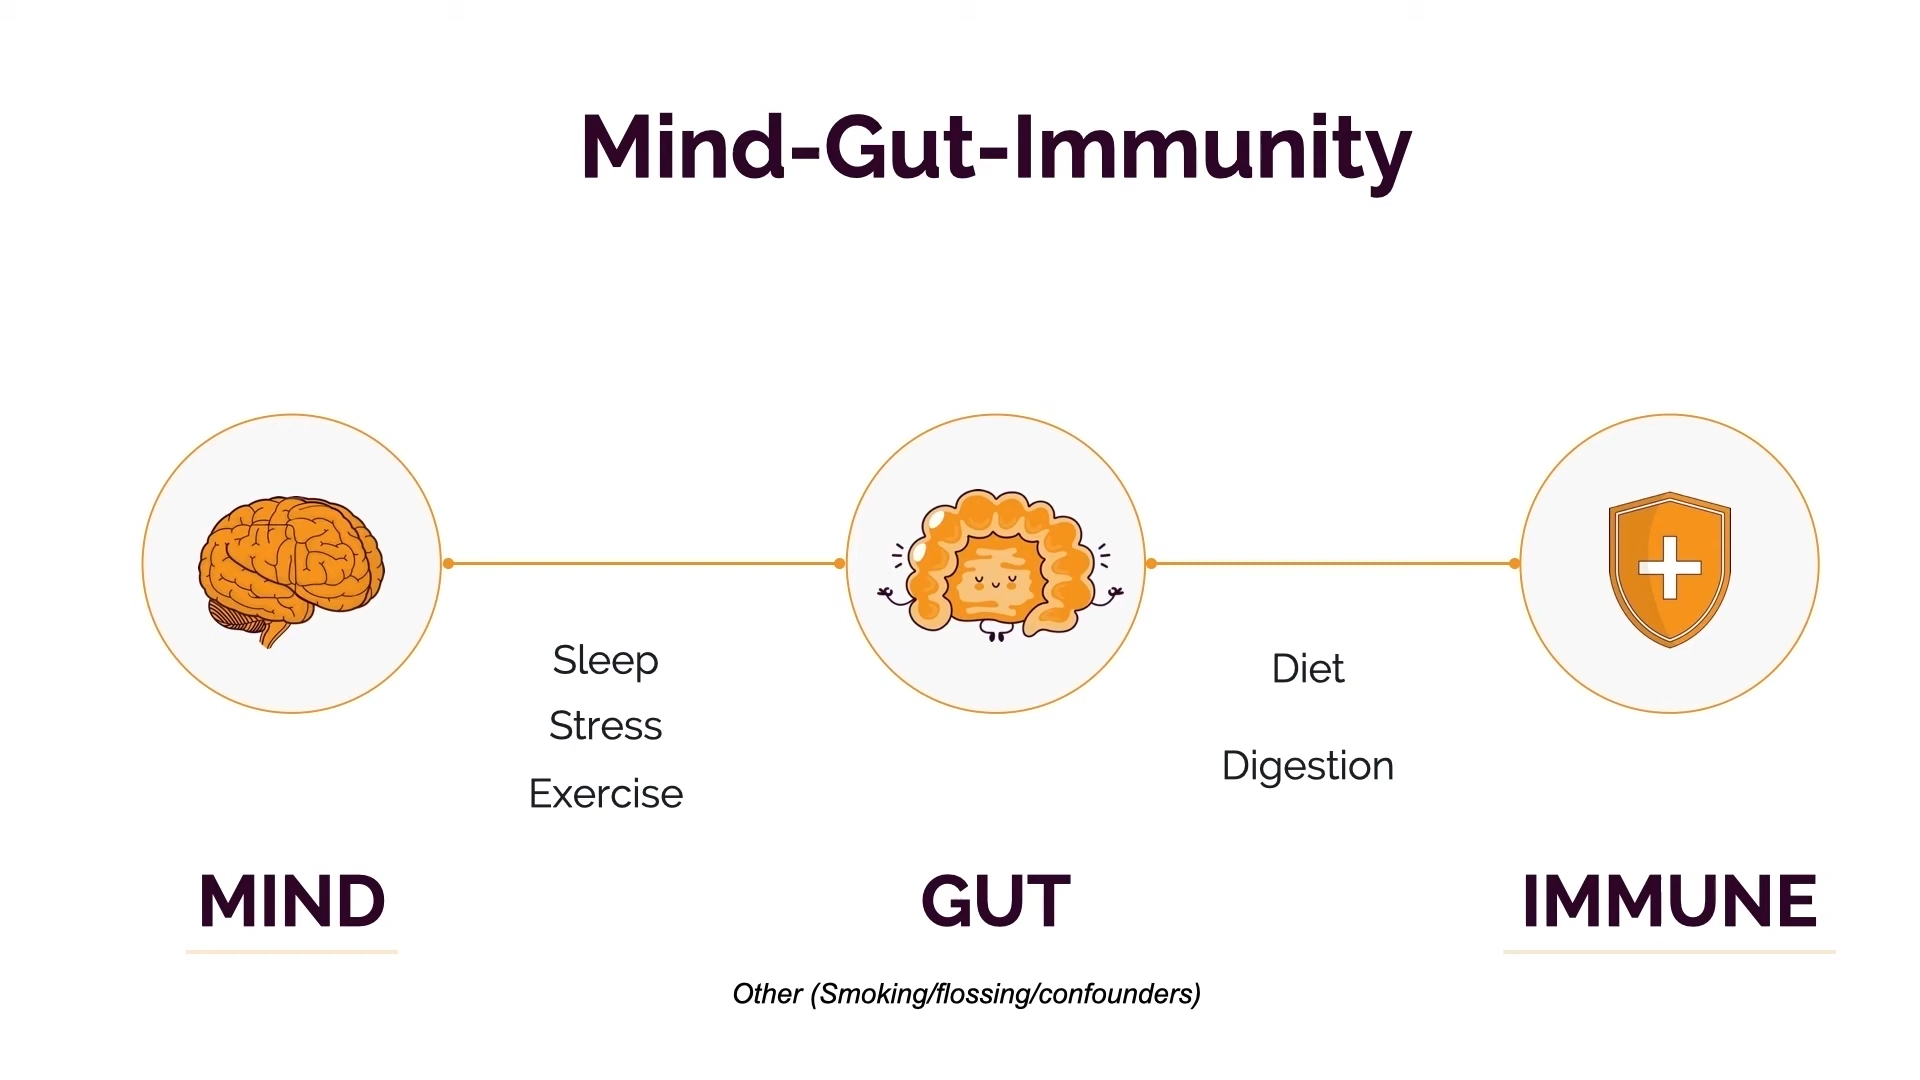 Mind-Gut-Immunity
Sleep
Stress
Exercise
Diet
Digestion
MIND
GUT
IMMUNE
Other (Smoking/flossing/confounders)